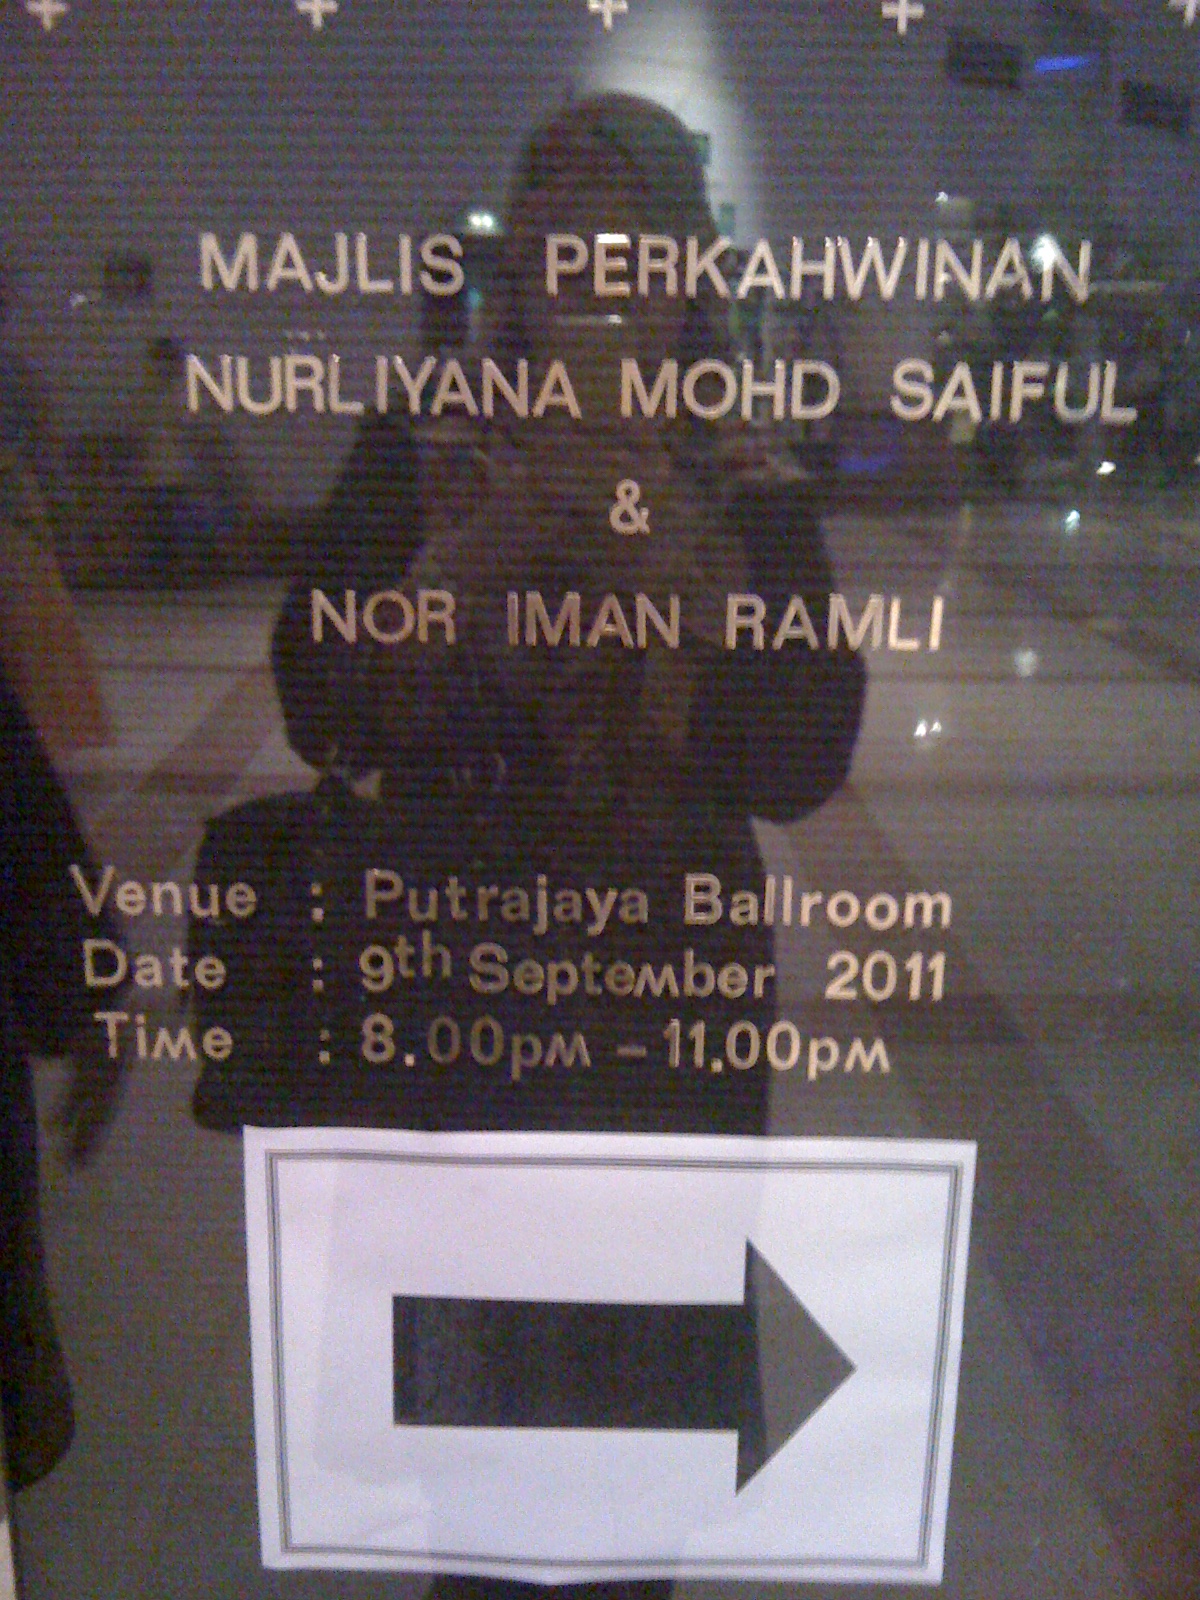 MAJLIS PERKAHWINAN
NURLIYANA MOHD SAIFUL
&
NOR IMAN RAMLI
Venue : Putrajaya Ballroom
Date : 9th September 2011
Time : 8.00pm - 11.00pm